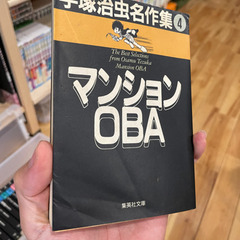 手塚治虫名作集④
The Best Selections
from Osamu Tezuka
Mansion OBA
マンション
OBA
集英社文庫